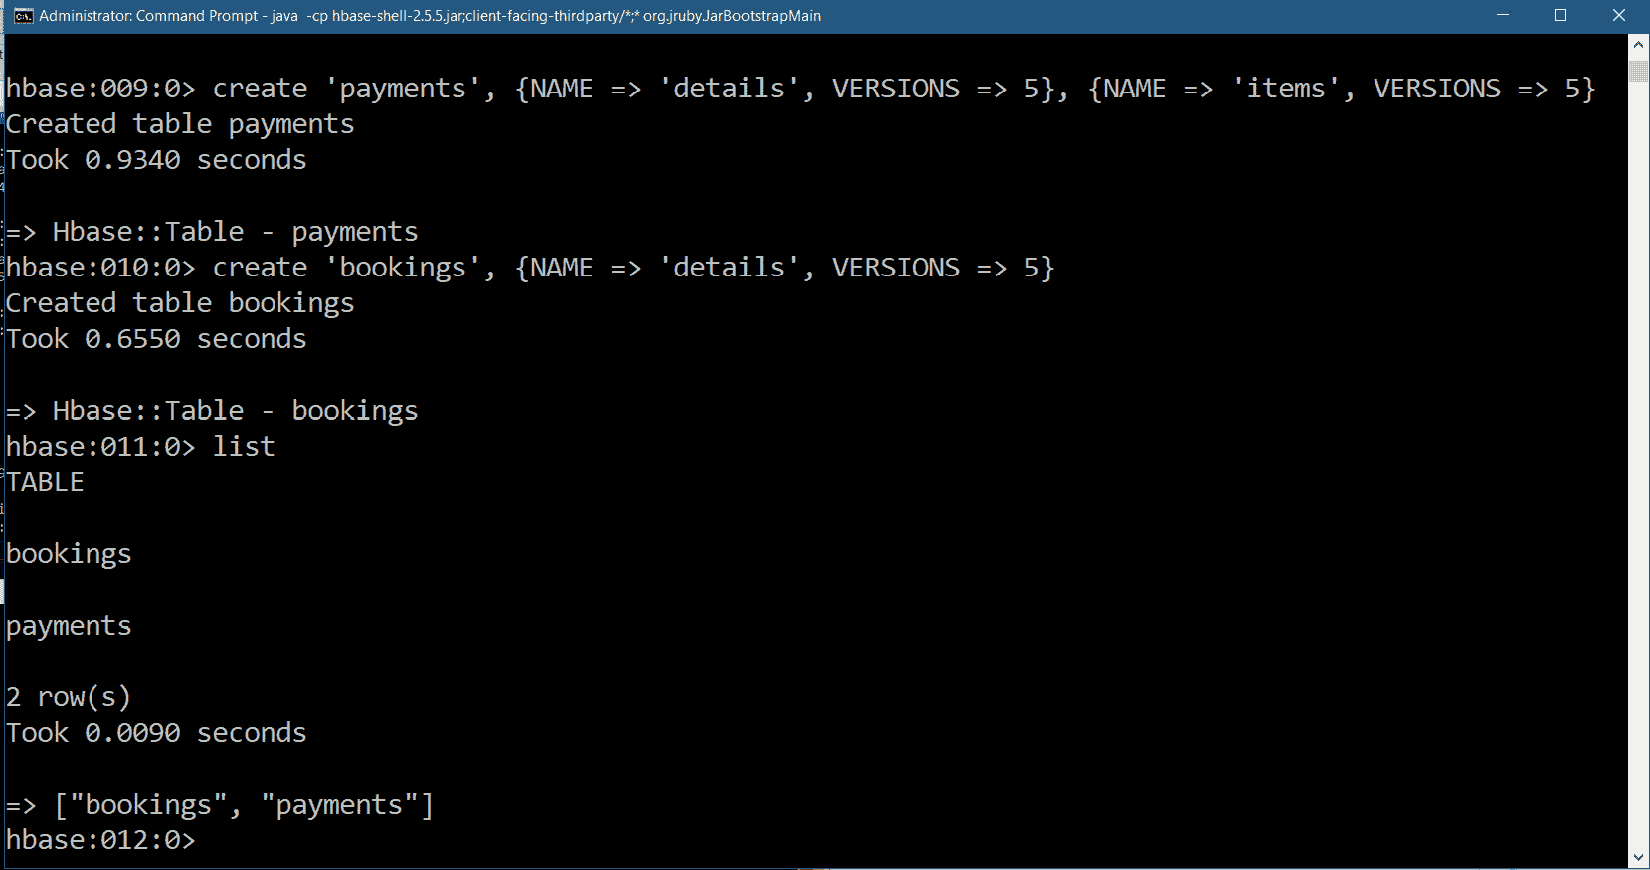 Administrator: Command Prompt - java -cp hbase-shell-2.5.5.jar;client-facing-thirdparty/*;* org.jruby.JarBootstrapMain
hbase:009:0> create 'payments', {NAME => 'details', VERSIONS => 5}, {NAME => 'items', VERSIONS => 5}
Created table payments
Took 0.9340 seconds
=> Hbase::Table - payments
hbase:010:0> create 'bookings', {NAME => 'details', VERSIONS => 5}
Created table bookings
Took 0.6550 seconds
=> Hbase::Table - bookings
hbase:011:0> list
TABLE
bookings
payments
2 row(s)
Took 0.0090 seconds
=> ["bookings", "payments"]
hbase:012:0>